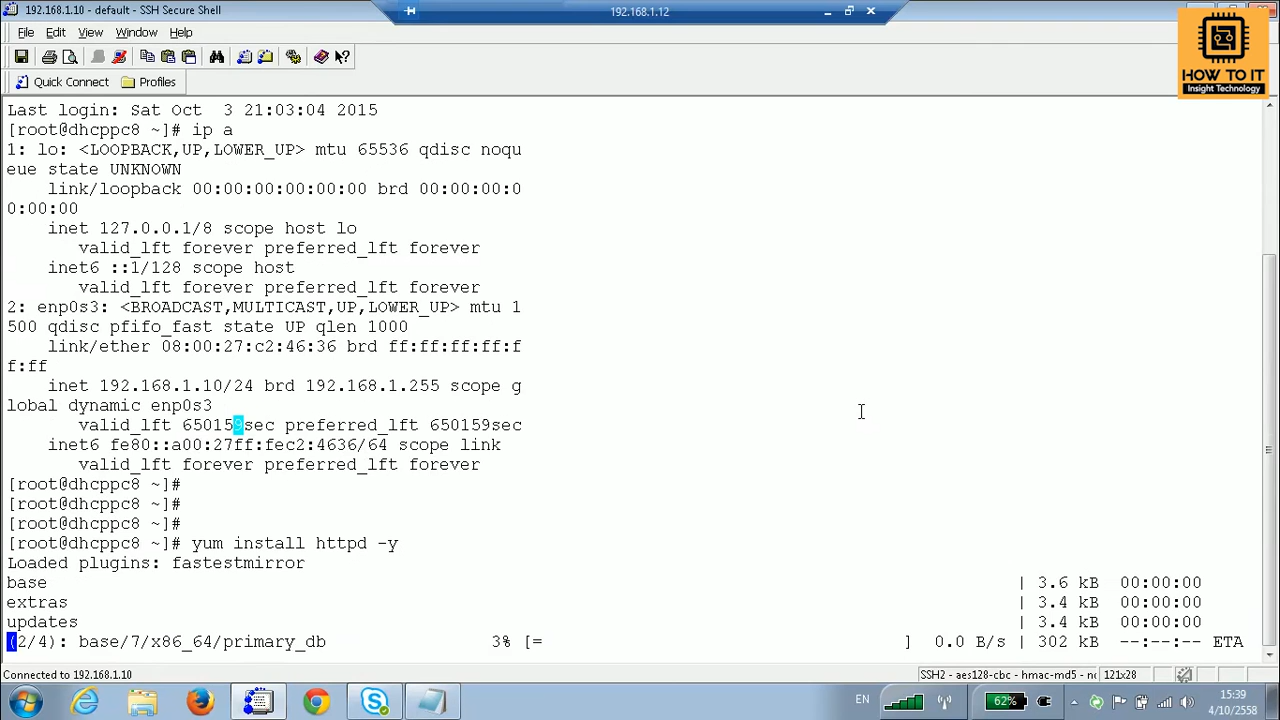 192.168.1.10 - default - SSH Secure Shell
192.168.1.12
File Edit View Window Help
Quick Connect Profiles
HOW TO IT
Insight Technology
Last login: Sat Oct  3 21:03:04 2015
[root@dhcppc8 ~]# ip a
1: lo: <LOOPBACK,UP,LOWER_UP> mtu 65536 qdisc noqu
eue state UNKNOWN
    link/loopback 00:00:00:00:00:00 brd 00:00:00:0
0:00:00
    inet 127.0.0.1/8 scope host lo
       valid_lft forever preferred_lft forever
    inet6 ::1/128 scope host
       valid_lft forever preferred_lft forever
2: enp0s3: <BROADCAST,MULTICAST,UP,LOWER_UP> mtu 1
500 qdisc pfifo_fast state UP qlen 1000
    link/ether 08:00:27:c2:46:36 brd ff:ff:ff:ff:f
f:ff
    inet 192.168.1.10/24 brd 192.168.1.255 scope g
lobal dynamic enp0s3
       valid_lft 650159sec preferred_lft 650159sec
    inet6 fe80::a00:27ff:fec2:4636/64 scope link
       valid_lft forever preferred_lft forever
[root@dhcppc8 ~]#
[root@dhcppc8 ~]#
[root@dhcppc8 ~]#
[root@dhcppc8 ~]# yum install httpd -y
Loaded plugins: fastestmirror
base | 3.6 kB 00:00:00
extras | 3.4 kB 00:00:00
updates | 3.4 kB 00:00:00
(2/4): base/7/x86_64/primary_db 3% [= ] 0.0 B/s | 302 kB --:--:-- ETA
Connected to 192.168.1.10 SSH2 - aes128-cbc - hmac-md5 - nc 121x28
EN 62% 15:39
4/10/2558